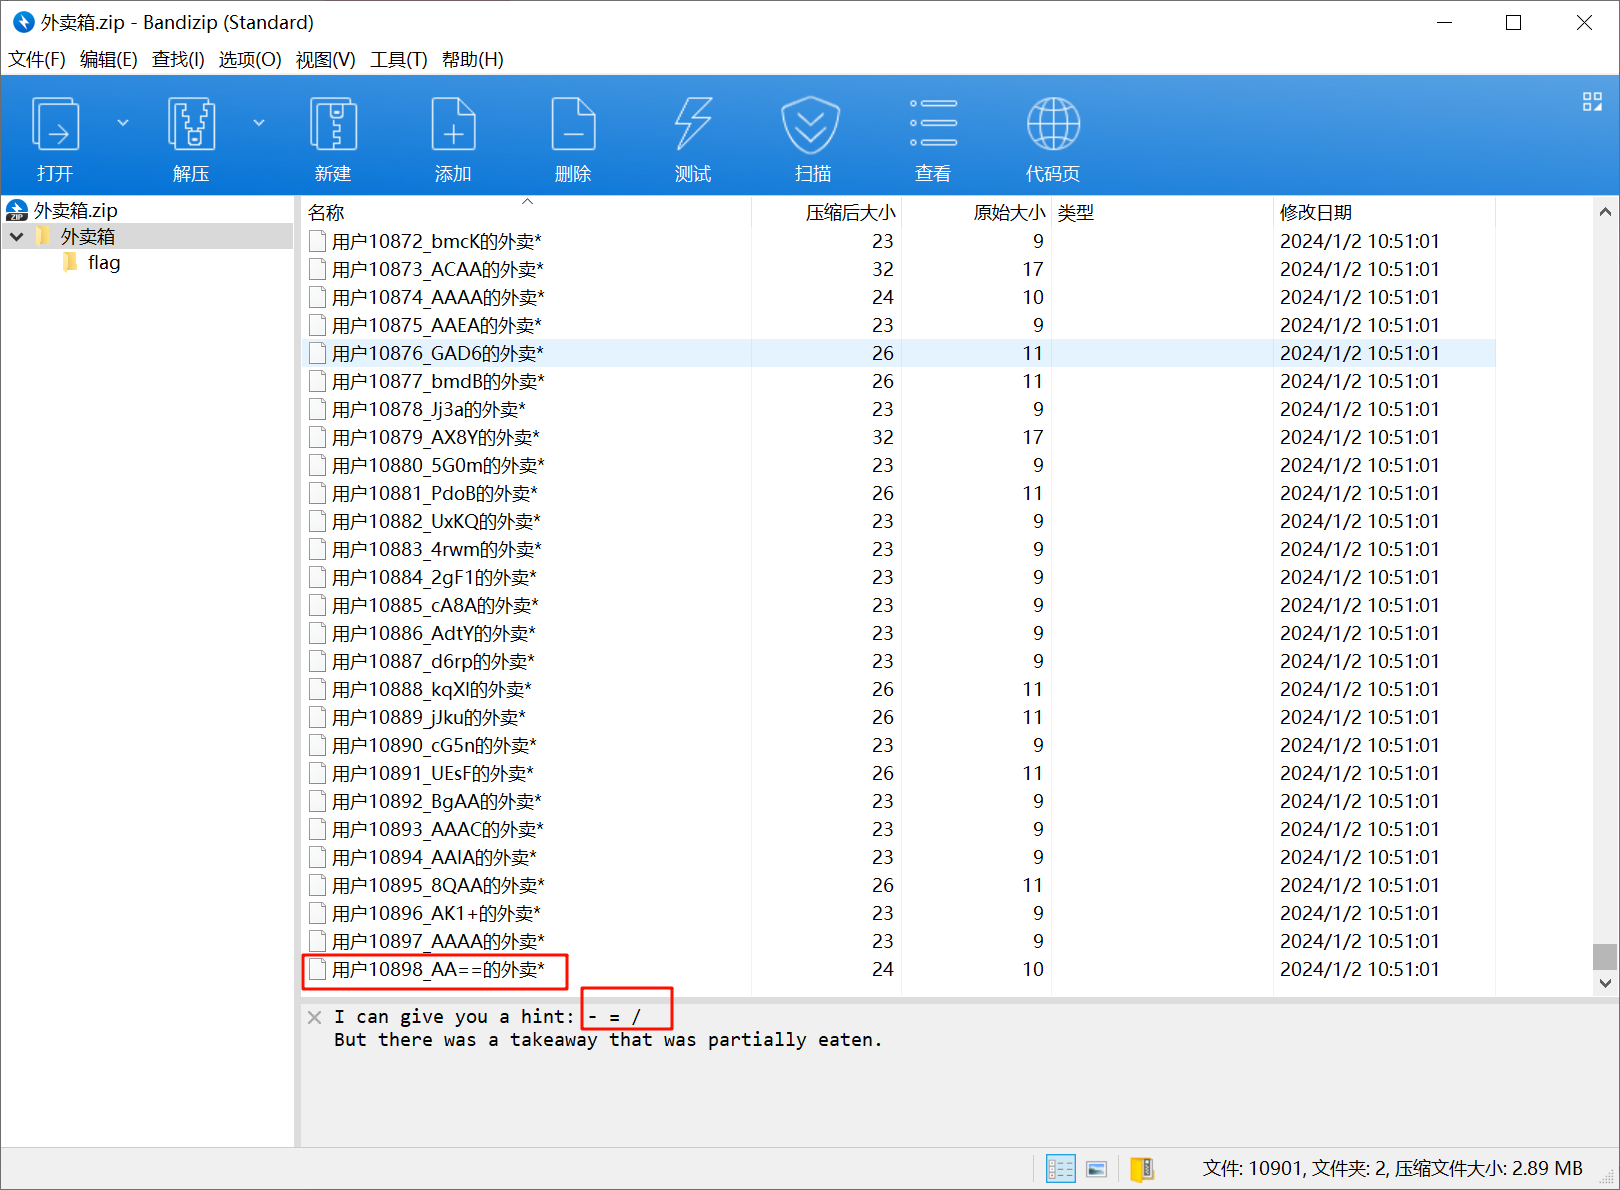 外卖箱.zip - Bandizip (Standard)
文件(F) 编辑(E) 查找(I) 选项(O) 视图(V) 工具(T) 帮助(H)
打开 解压 新建 添加 删除 测试 扫描 查看 代码页
外卖箱.zip
外卖箱
flag
名称 压缩后大小 原始大小 类型 修改日期
用户10872_bmcK的外卖* 23 9 2024/1/2 10:51:01
用户10873_ACAA的外卖* 32 17 2024/1/2 10:51:01
用户10874_AAAA的外卖* 24 10 2024/1/2 10:51:01
用户10875_AAEA的外卖* 23 9 2024/1/2 10:51:01
用户10876_GAD6的外卖* 26 11 2024/1/2 10:51:01
用户10877_bmdB的外卖* 26 11 2024/1/2 10:51:01
用户10878_Jj3a的外卖* 23 9 2024/1/2 10:51:01
用户10879_AX8Y的外卖* 32 17 2024/1/2 10:51:01
用户10880_5G0m的外卖* 23 9 2024/1/2 10:51:01
用户10881_PdoB的外卖* 26 11 2024/1/2 10:51:01
用户10882_UxKQ的外卖* 23 9 2024/1/2 10:51:01
用户10883_4rwm的外卖* 23 9 2024/1/2 10:51:01
用户10884_2gF1的外卖* 23 9 2024/1/2 10:51:01
用户10885_cA8A的外卖* 23 9 2024/1/2 10:51:01
用户10886_AdtY的外卖* 23 9 2024/1/2 10:51:01
用户10887_d6rp的外卖* 23 9 2024/1/2 10:51:01
用户10888_kqXl的外卖* 26 11 2024/1/2 10:51:01
用户10889_jJku的外卖* 26 11 2024/1/2 10:51:01
用户10890_cG5n的外卖* 23 9 2024/1/2 10:51:01
用户10891_UEsF的外卖* 26 11 2024/1/2 10:51:01
用户10892_BgAA的外卖* 23 9 2024/1/2 10:51:01
用户10893_AAAC的外卖* 23 9 2024/1/2 10:51:01
用户10894_AAIA的外卖* 23 9 2024/1/2 10:51:01
用户10895_8QAA的外卖* 26 11 2024/1/2 10:51:01
用户10896_AK1+的外卖* 23 9 2024/1/2 10:51:01
用户10897_AAAA的外卖* 23 9 2024/1/2 10:51:01
用户10898_AA==的外卖* 24 10 2024/1/2 10:51:01
I can give you a hint: - = /
But there was a takeaway that was partially eaten.
文件: 10901, 文件夹: 2, 压缩文件大小: 2.89 MB